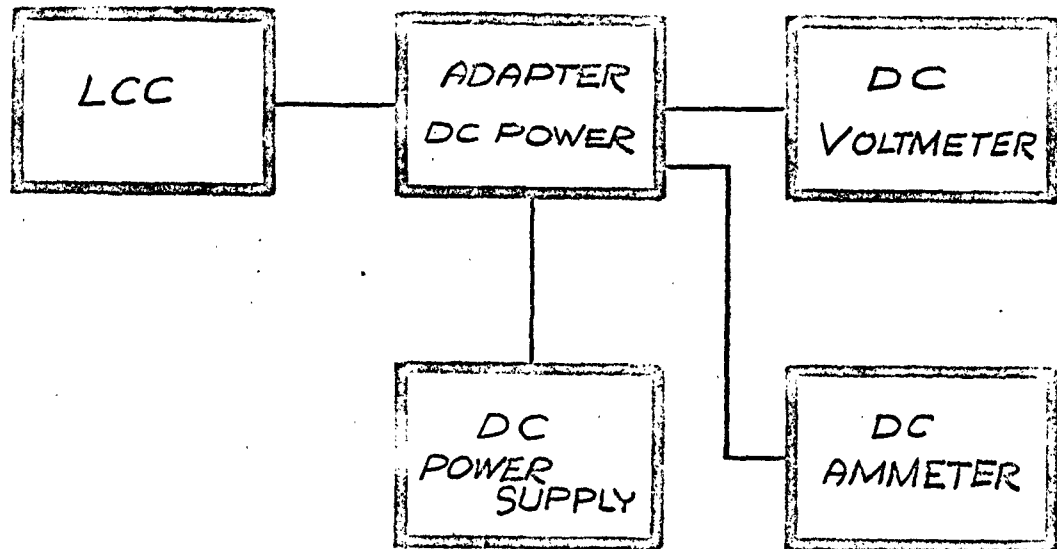 LCC
ADAPTER
DC POWER
DC
VOLTMETER
DC
POWER
SUPPLY
DC
AMMETER